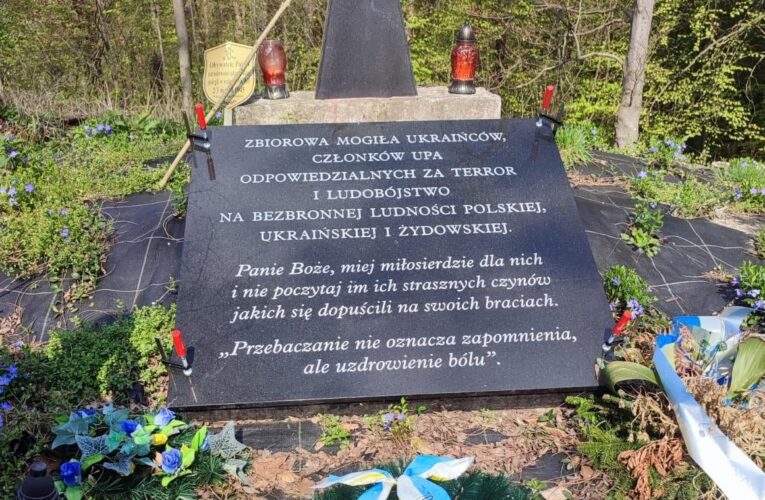 Obywatele Pol
ZBIOROWA MOGIŁA UKRAIŃCÓW,
CZŁONKÓW UPA
ODPOWIEDZIALNYCH ZA TERROR
I LUDOBÓJSTWO
NA BEZBRONNEJ LUDNOŚCI POLSKIEJ,
UKRAIŃSKIEJ I ŻYDOWSKIEJ.
Panie Boże, miej miłosierdzie dla nich
i nie poczytaj im ich strasznych czynów
jakich się dopuścili na swoich braciach.
„Przebaczanie nie oznacza zapomnienia,
ale uzdrowienie bólu”.